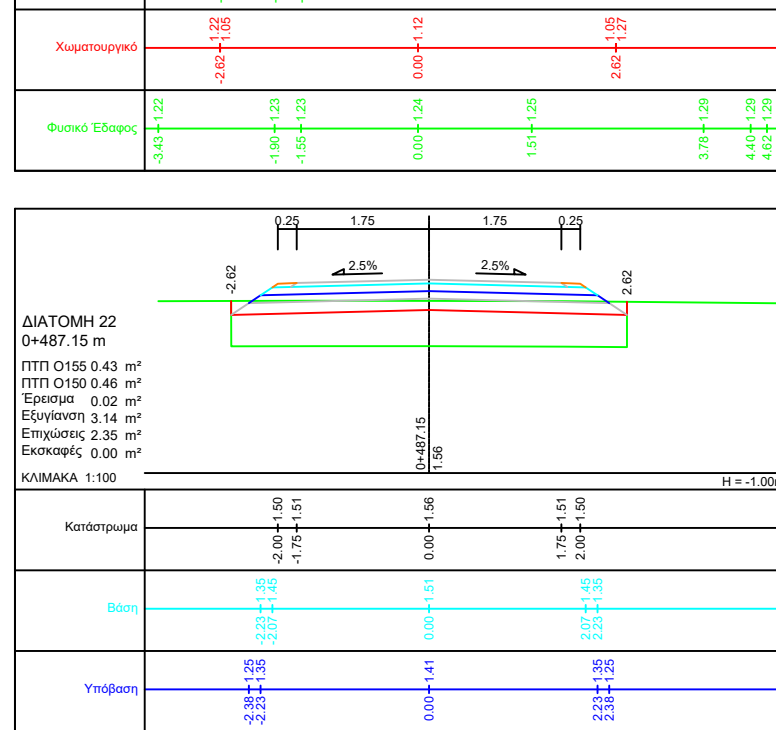 Χωματουργικό
1.22 1.05 1.12 1.05 1.27
-2.62 0.00 2.62
Φυσικό Έδαφος
1.22 1.23 1.23 1.24 1.25 1.29 1.29 1.29
-3.43 -1.90 -1.55 0.00 1.51 3.78 4.40 4.62
0.25 1.75 1.75 0.25
2.5% 2.5%
-2.62 2.62
ΔΙΑΤΟΜΗ 22
0+487.15 m
ΠΤΠ Ο155 0.43 m²
ΠΤΠ Ο150 0.46 m²
Έρεισμα 0.02 m²
Εξυγίανση 3.14 m²
Επιχώσεις 2.35 m²
Εκσκαφές 0.00 m²
0+487.15
1.56
ΚΛΙΜΑΚΑ 1:100
H = -1.00
Κατάστρωμα
1.50 1.51 1.56 1.51 1.50
-2.00 -1.75 0.00 1.75 2.00
Βάση
1.35 1.45 1.51 1.45 1.35
-2.23 -2.07 0.00 2.07 2.23
Υπόβαση
1.25 1.35 1.41 1.35 1.25
-2.38 -2.23 0.00 2.23 2.38